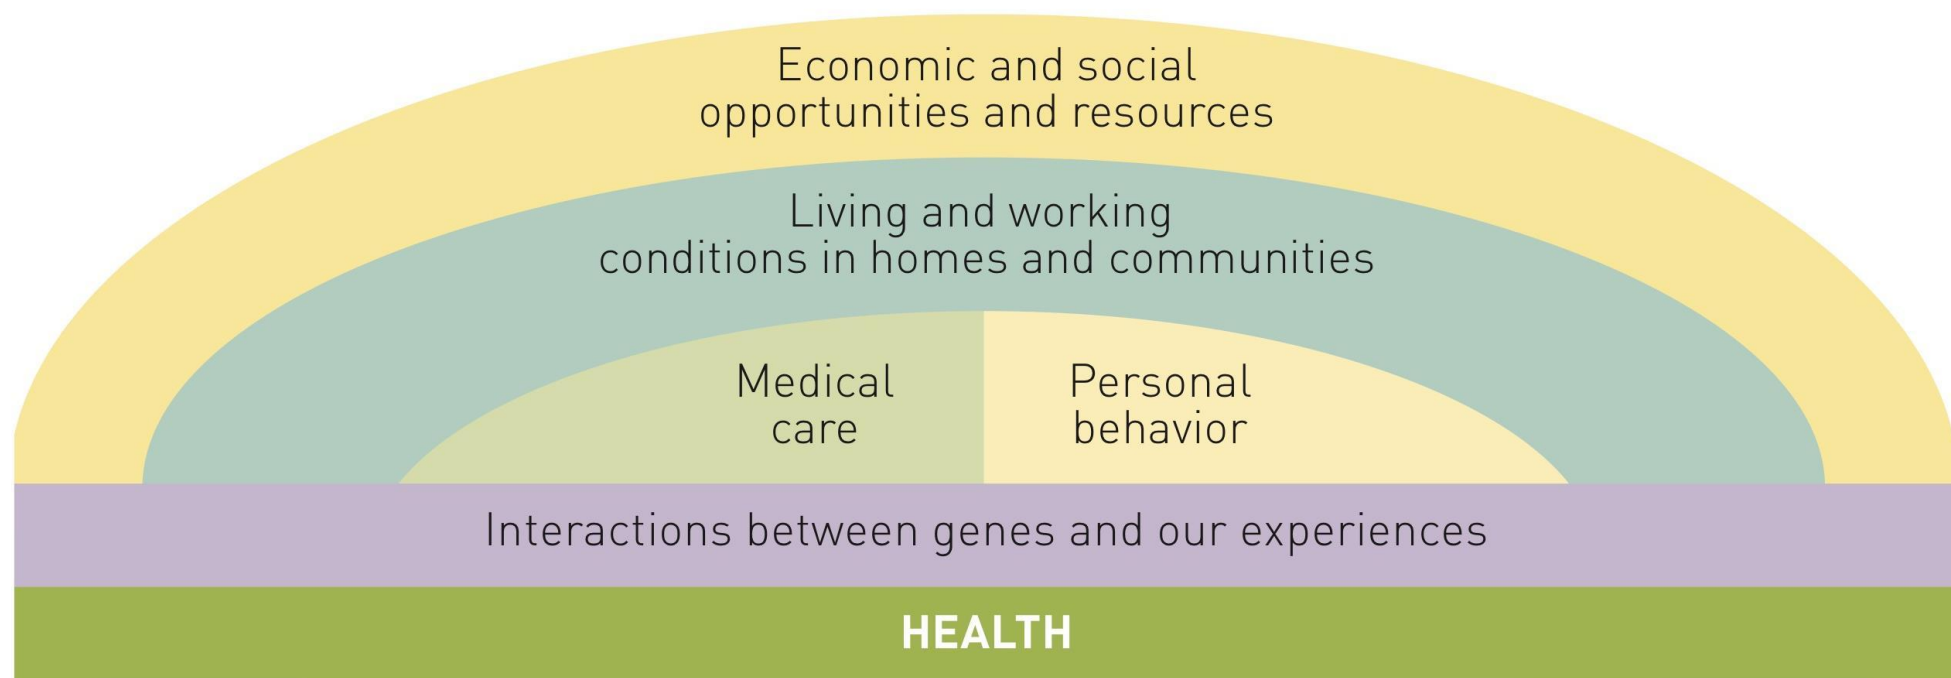 Economic and social
opportunities and resources
Living and working
conditions in homes and communities
Medical
care
Personal
behavior
Interactions between genes and our experiences
HEALTH